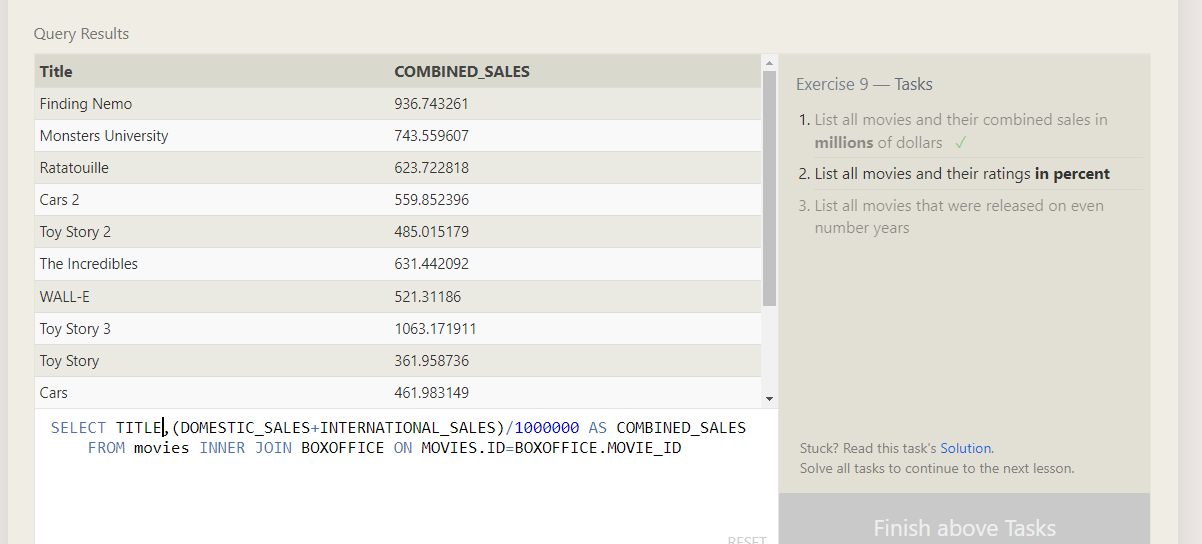 Query Results
Title COMBINED_SALES
Finding Nemo 936.743261
Monsters University 743.559607
Ratatouille 623.722818
Cars 2 559.852396
Toy Story 2 485.015179
The Incredibles 631.442092
WALL-E 521.31186
Toy Story 3 1063.171911
Toy Story 361.958736
Cars 461.983149
SELECT TITLE,(DOMESTIC_SALES+INTERNATIONAL_SALES)/1000000 AS COMBINED_SALES
FROM movies INNER JOIN BOXOFFICE ON MOVIES.ID=BOXOFFICE.MOVIE_ID
RESET
Exercise 9 — Tasks
1. List all movies and their combined sales in
millions of dollars ✓
2. List all movies and their ratings in percent
3. List all movies that were released on even
number years
Stuck? Read this task's Solution.
Solve all tasks to continue to the next lesson.
Finish above Tasks